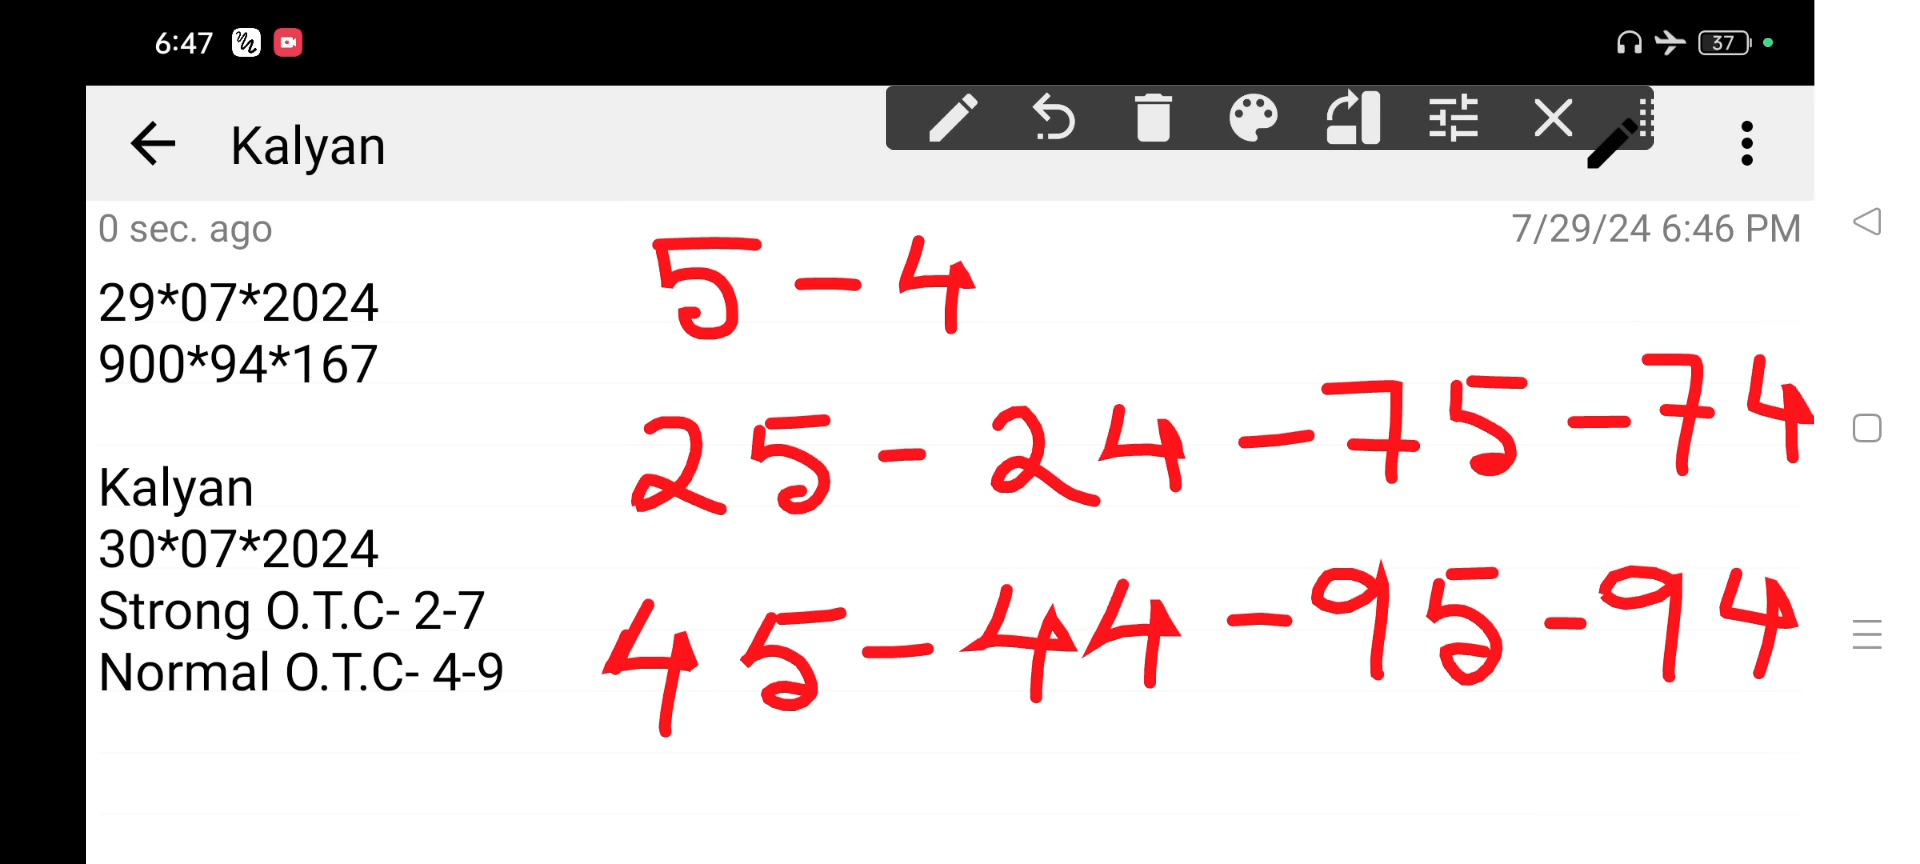 6:47
37
Kalyan
0 sec. ago
7/29/24 6:46 PM
29*07*2024
900*94*167
Kalyan
30*07*2024
Strong O.T.C- 2-7
Normal O.T.C- 4-9
5-4
25-24-75-74
45-44-95-94